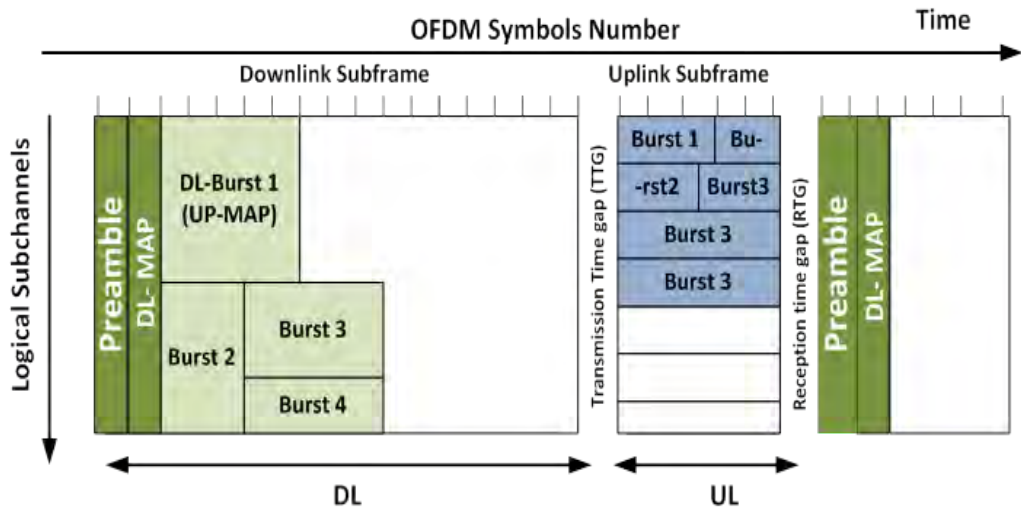 OFDM Symbols Number
Time
Downlink Subframe
Uplink Subframe
Logical Subchannels
Preamble
DL- MAP
DL-Burst 1
(UP-MAP)
Burst 2
Burst 3
Burst 4
Transmission Time gap (TTG)
Burst 1
Bu-
-rst2
Burst3
Burst 3
Burst 3
Reception time gap (RTG)
Preamble
DL- MAP
DL
UL